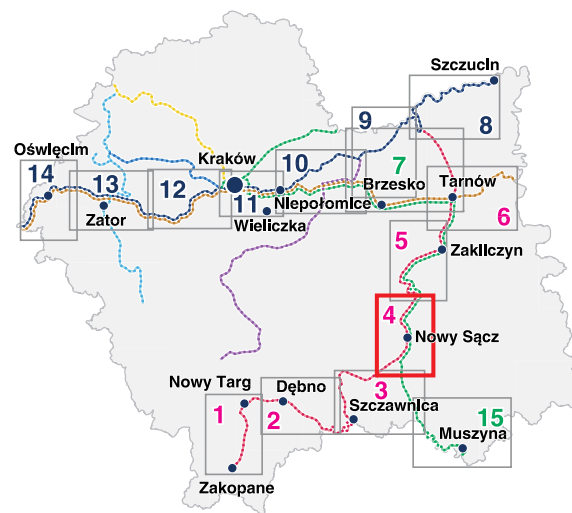 Szczucin
9
8
Oświęcim
Kraków
14
10
7
13
12
11
Niepołomice
Brzesko
Tarnów
Zator
Wieliczka
6
5
Zakliczyn
4
Nowy Sącz
Nowy Targ
Dębno
3
1
2
Szczawnica
15
Muszyna
Zakopane